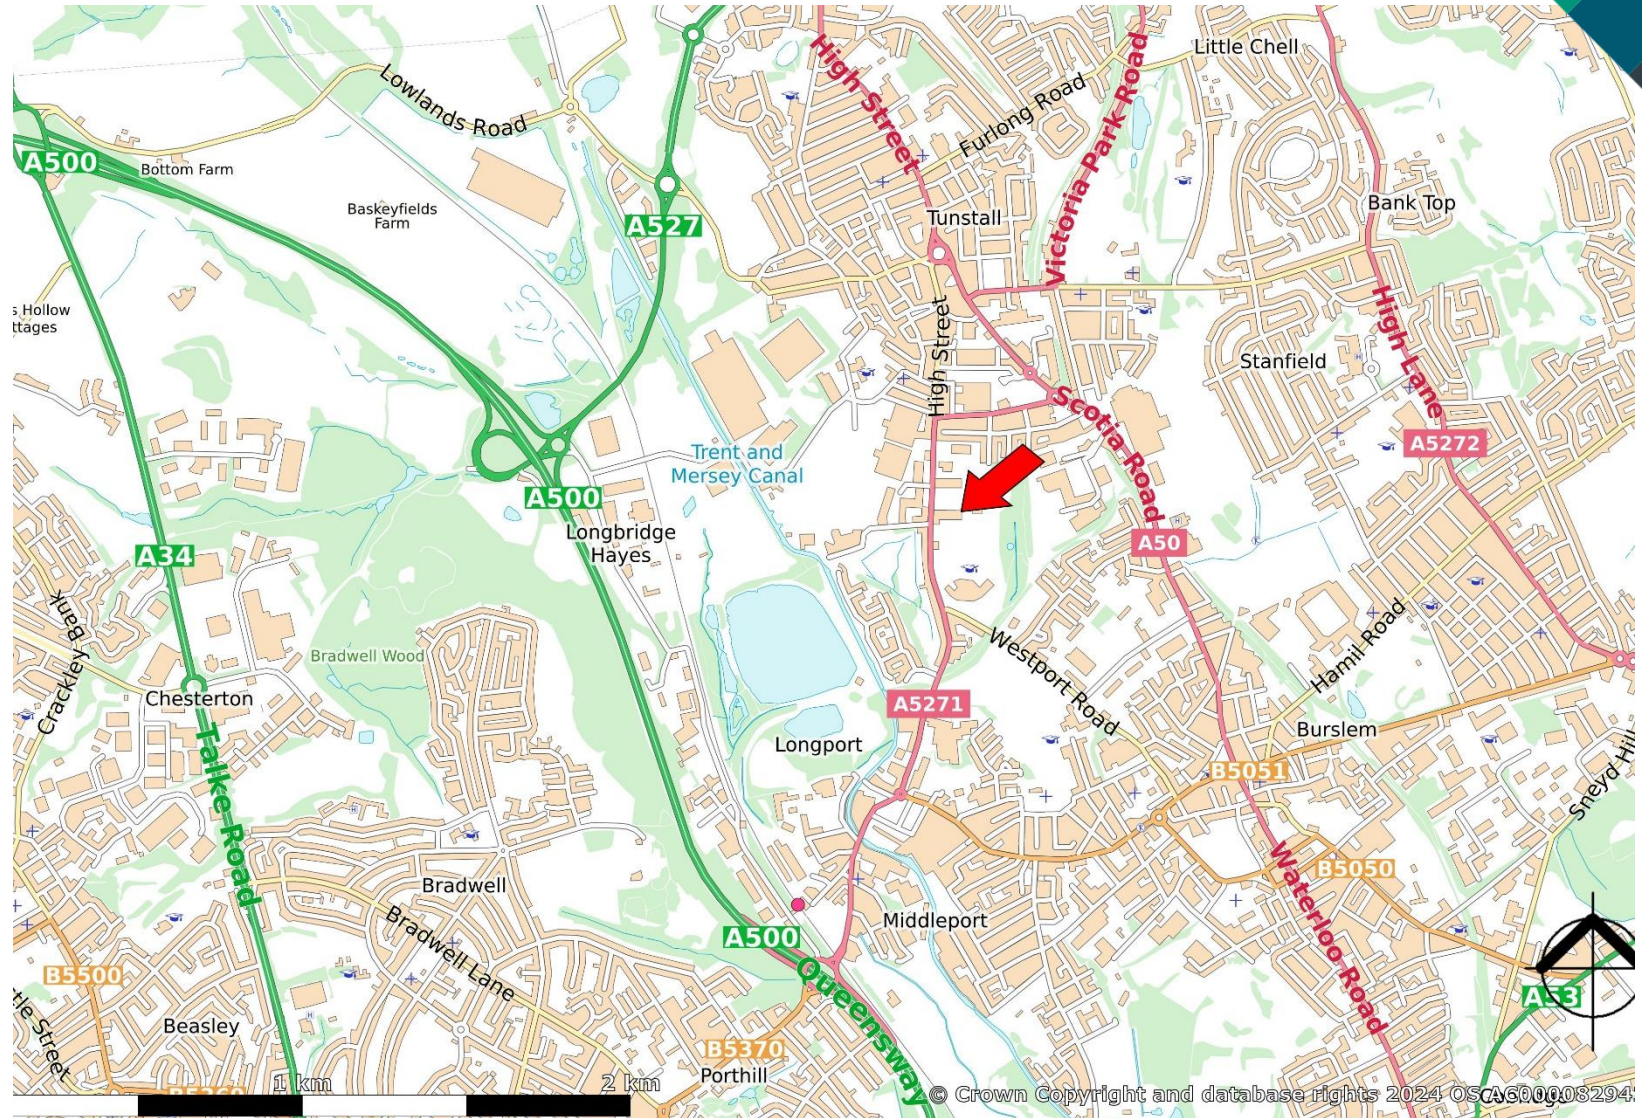 High Street
Victoria Park Road
Little Chell
Lowlands Road
Furlong Road
A500
Bottom Farm
Baskeyfields
Farm
A527
Tunstall
Bank Top
s Hollow
ttages
High Street
High Lane
Stanfield
Scotia Road
A5272
Trent and
Mersey Canal
A500
Longbridge
Hayes
A34
A50
Crackley Bank
Bradwell Wood
Westport Road
Hamil Road
Chesterton
A5271
Talke Road
Longport
Burslem
B5051
Sneyd Hill
B5050
Waterloo Road
Bradwell
Bradwell Lane
Middleport
A500
Queensway
B5500
A53
Beasley
tle Street
B5370
Porthill
1 km
2 km
© Crown Copyright and database rights 2024 OS